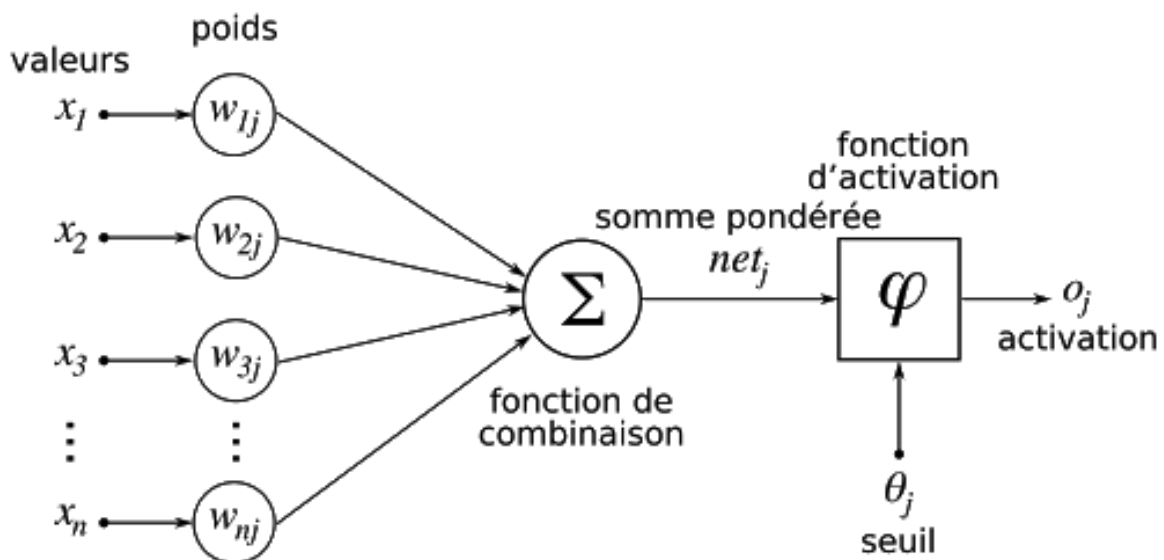 poids
valeurs
x₁ w₁ⱼ
x₂ w₂ⱼ
x₃ w₃ⱼ
⋮ ⋮
xₙ wₙⱼ
Σ
fonction de
combinaison
somme pondérée
netⱼ
fonction
d'activation
φ
oⱼ
activation
θⱼ
seuil